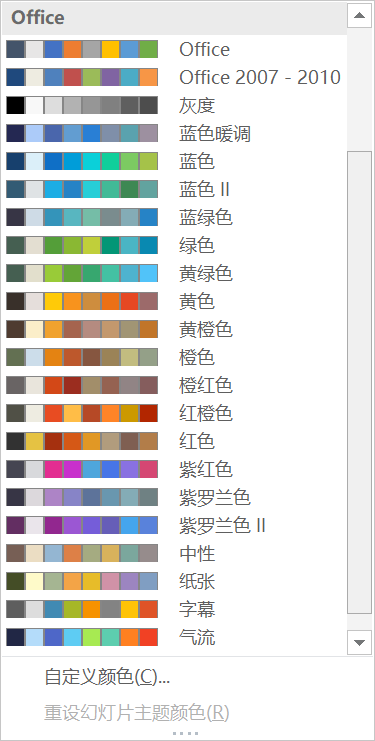 Office
Office
Office 2007 - 2010
灰度
蓝色暖调
蓝色
蓝色 II
蓝绿色
绿色
黄绿色
黄色
黄橙色
橙色
橙红色
红橙色
红色
紫红色
紫罗兰色
紫罗兰色 II
中性
纸张
字幕
气流
自定义颜色(C)...
重设幻灯片主题颜色(R)